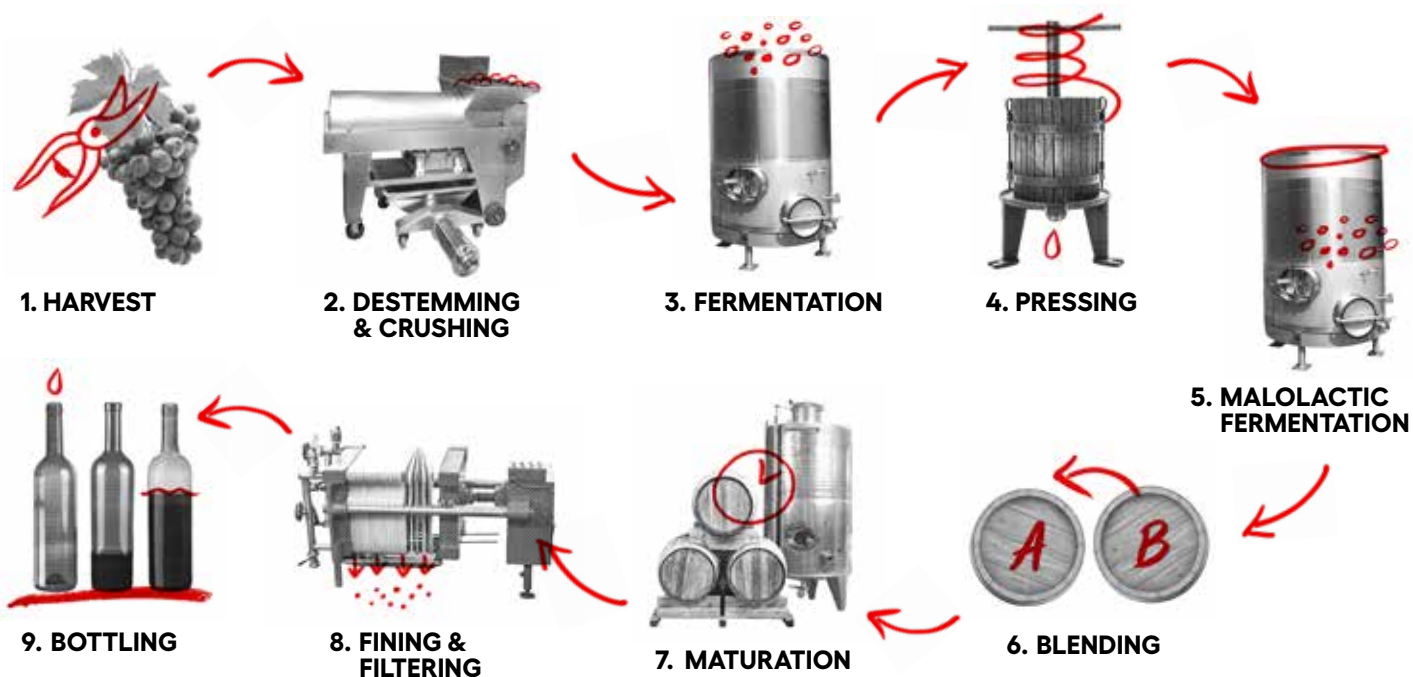 1. HARVEST
2. DESTEMMING
& CRUSHING
3. FERMENTATION
4. PRESSING
5. MALOLACTIC
FERMENTATION
A
B
6. BLENDING
7. MATURATION
8. FINING &
FILTERING
9. BOTTLING